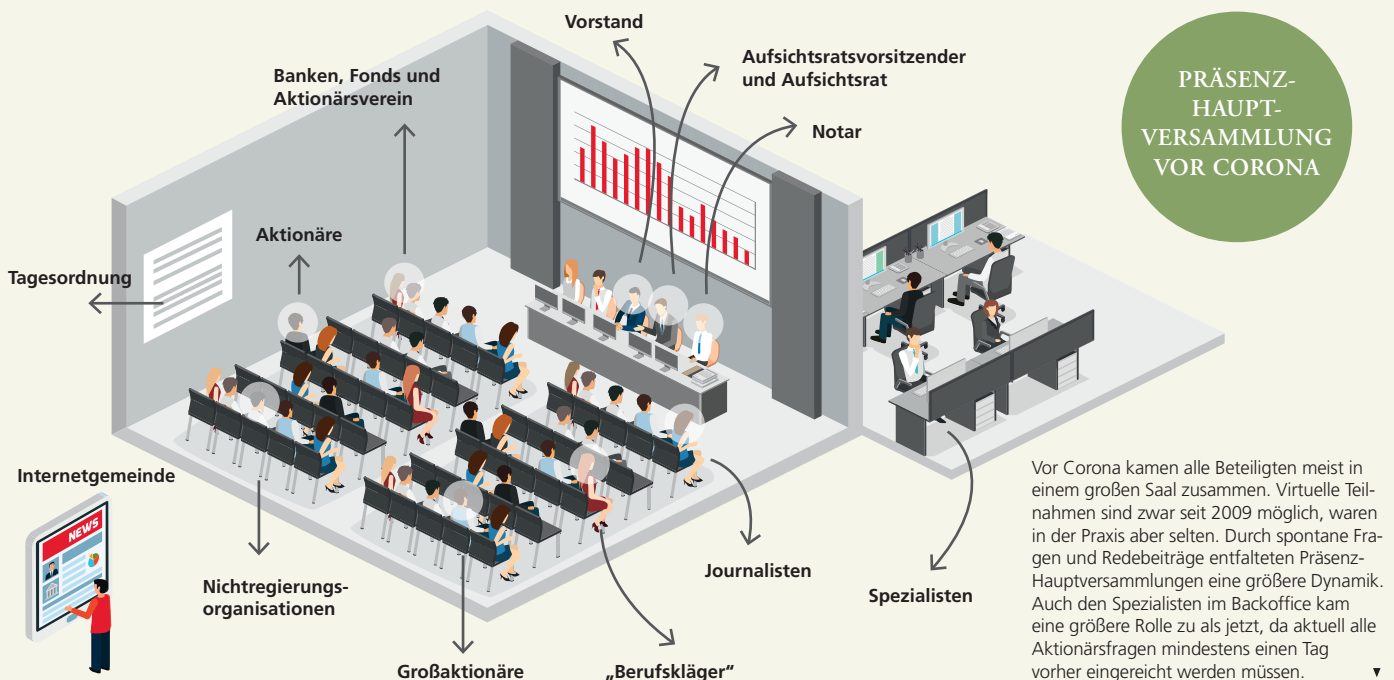 Vorstand
Aufsichtsratsvorsitzender
und Aufsichtsrat
Banken, Fonds und
Aktionärsverein
Notar
PRÄSENZ-
HAUPT-
VERSAMMLUNG
VOR CORONA
Aktionäre
Tagesordnung
Internetgemeinde
NEWS
Nichtregierungs-
organisationen
Großaktionäre
„Berufskläger“
Journalisten
Spezialisten
Vor Corona kamen alle Beteiligten meist in
einem großen Saal zusammen. Virtuelle Teil-
nahmen sind zwar seit 2009 möglich, waren
in der Praxis aber selten. Durch spontane Fra-
gen und Redebeiträge entfalteten Präsenz-
Hauptversammlungen eine größere Dynamik.
Auch den Spezialisten im Backoffice kam
eine größere Rolle zu als jetzt, da aktuell alle
Aktionärsfragen mindestens einen Tag
vorher eingereicht werden müssen.